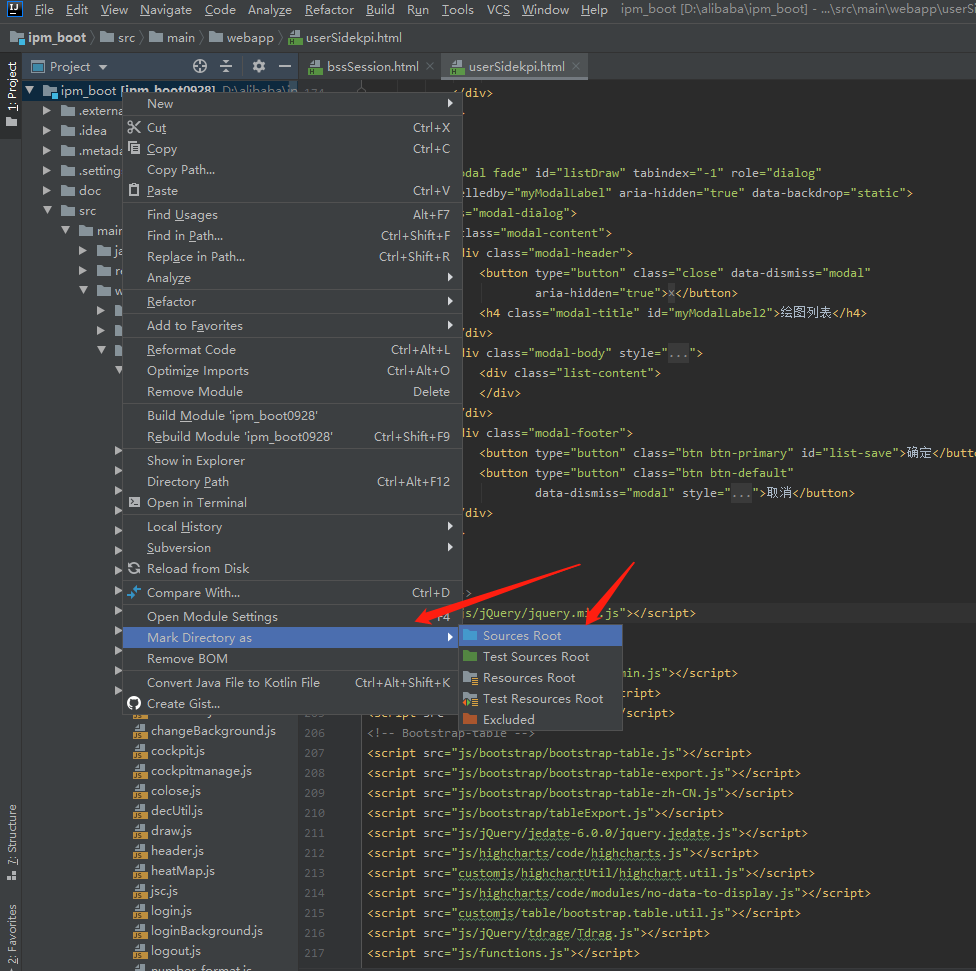 File Edit View Navigate Code Analyze Refactor Build Run Tools VCS Window Help ipm_boot [D:\alibaba\ipm_boot] - ...\src\main\webapp\userSi
ipm_boot src main webapp userSidekpi.html
Project bssSession.html userSidekpi.html
1: Project
ipm_boot [ipm_boot0928] D:\alibaba\i
</div>
New
.externa
Cut Ctrl+X
.idea
Copy Ctrl+C
.metada
Copy Path...
.setting
dal fade" id="listDraw" tabindex="-1" role="dialog"
Paste Ctrl+V
doc
elledby="myModalLabel" aria-hidden="true" data-backdrop="static">
src
Find Usages Alt+F7
="modal-dialog">
main
Find in Path... Ctrl+Shift+F
lass="modal-content">
Replace in Path... Ctrl+Shift+R
iv class="modal-header">
Analyze
<button type="button" class="close" data-dismiss="modal"
aria-hidden="true">×</button>
Refactor
<h4 class="modal-title" id="myModalLabel2">绘图列表</h4>
Add to Favorites
div>
Reformat Code Ctrl+Alt+L
iv class="modal-body" style="...">
Optimize Imports Ctrl+Alt+O
<div class="list-content">
Remove Module Delete
</div>
Build Module 'ipm_boot0928'
div>
Rebuild Module 'ipm_boot0928' Ctrl+Shift+F9
iv class="modal-footer">
Show in Explorer
<button type="button" class="btn btn-primary" id="list-save">确定</butt
Directory Path Ctrl+Alt+F12
<button type="button" class="btn btn-default"
Open in Terminal
data-dismiss="modal" style="...">取消</button>
div>
Local History
Subversion
Reload from Disk
Compare With... Ctrl+D
Open Module Settings F4
s/jQuery/jquery.min.js"></script>
Mark Directory as
Sources Root
Remove BOM
Test Sources Root
Resources Root
in.js"></script>
Convert Java File to Kotlin File Ctrl+Alt+Shift+K
Test Resources Root
ript>
Create Gist...
Excluded
<script src= </script>
changeBackground.js
206 <!-- Bootstrap-table -->
cockpit.js
207 <script src="js/bootstrap/bootstrap-table.js"></script>
cockpitmanage.js
208 <script src="js/bootstrap/bootstrap-table-export.js"></script>
colose.js
209 <script src="js/bootstrap/bootstrap-table-zh-CN.js"></script>
decUtil.js
210 <script src="js/bootstrap/tableExport.js"></script>
draw.js
211 <script src="js/jQuery/jedate-6.0.0/jquery.jedate.js"></script>
header.js
212 <script src="js/highcharts/code/highcharts.js"></script>
heatMap.js
213 <script src="customjs/highchartUtil/highchart.util.js"></script>
jsc.js
214 <script src="js/highcharts/code/modules/no-data-to-display.js"></script>
login.js
215 <script src="customjs/table/bootstrap.table.util.js"></script>
loginBackground.js
216 <script src="js/jQuery/tdrage/Tdrag.js"></script>
logout.js
217 <script src="js/functions.js"></script>
number-format.js
7: Structure
2: Favorites